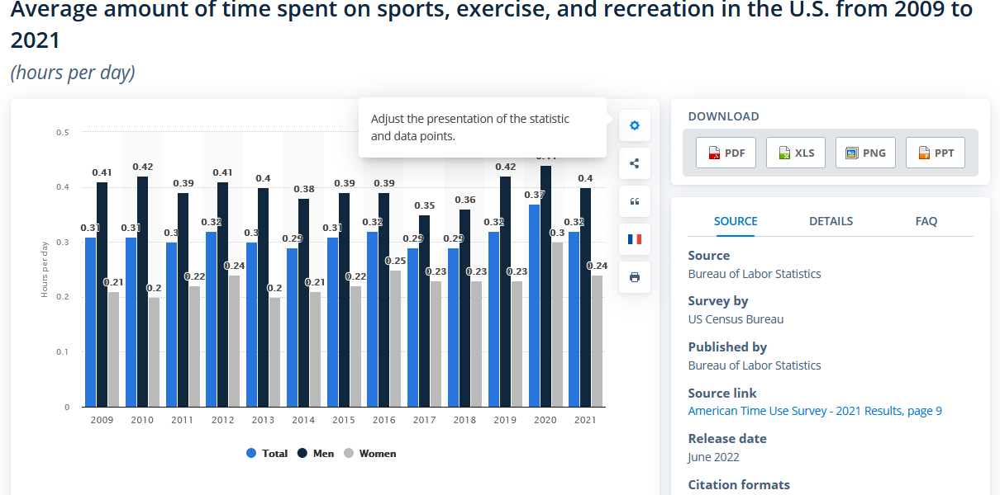 Average amount of time spent on sports, exercise, and recreation in the U.S. from 2009 to
2021
(hours per day)
Adjust the presentation of the statistic
and data points.
Hours per day
0.5
0.4
0.3
0.2
0.1
0
0.31 0.41 0.21
0.31 0.42 0.2
0.3 0.39 0.22
0.32 0.41 0.24
0.3 0.4 0.2
0.29 0.38 0.21
0.31 0.39 0.22
0.32 0.39 0.25
0.29 0.35 0.23
0.29 0.36 0.23
0.32 0.42 0.23
0.37 0.3
0.32 0.4 0.24
2009 2010 2011 2012 2013 2014 2015 2016 2017 2018 2019 2020 2021
Total Men Women
DOWNLOAD
PDF XLS PNG PPT
SOURCE DETAILS FAQ
Source
Bureau of Labor Statistics
Survey by
US Census Bureau
Published by
Bureau of Labor Statistics
Source link
American Time Use Survey - 2021 Results, page 9
Release date
June 2022
Citation formats